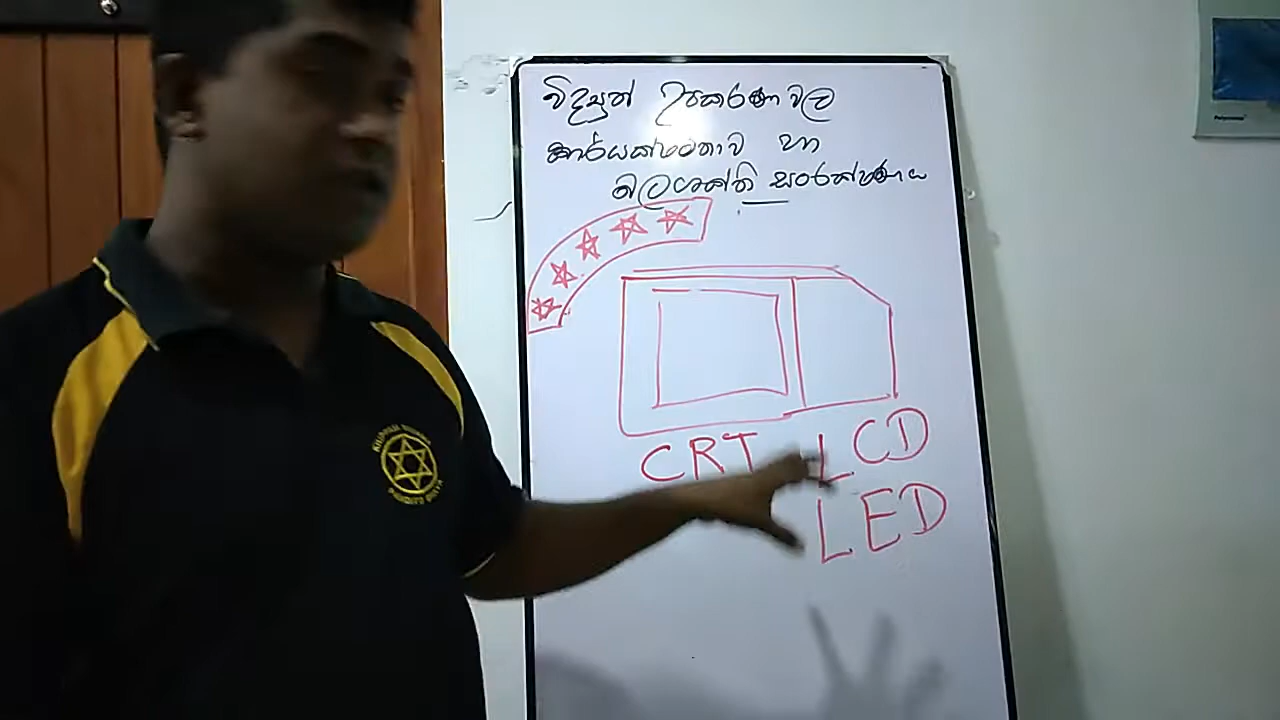 විද්‍යුත් උපකරණවල
කාර්යක්ෂමතාව හා
බලශක්ති සංරක්ෂණය
CRT LCD
LED